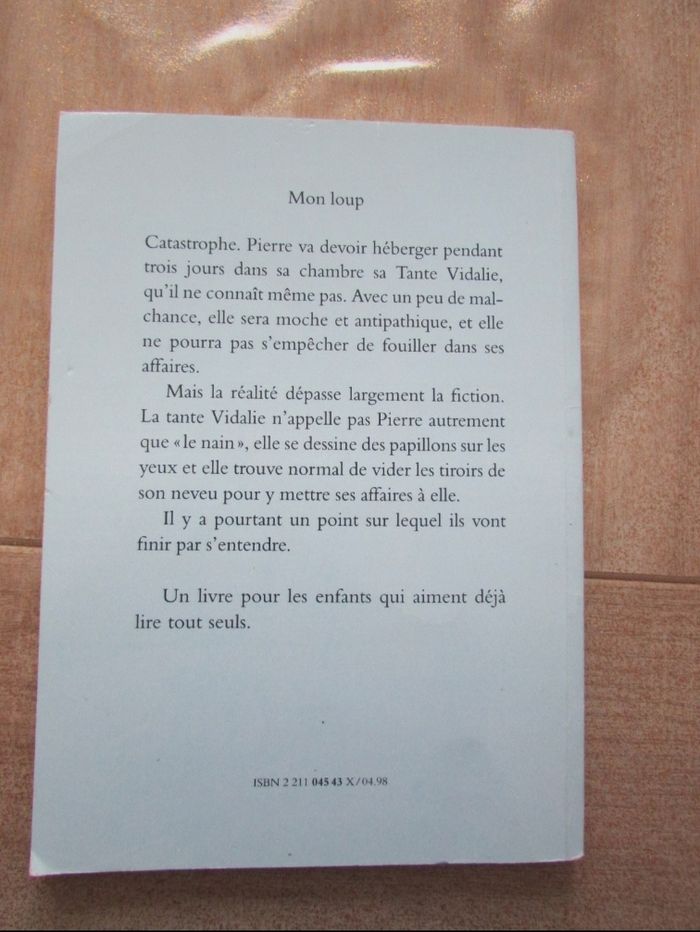 Mon loup
Catastrophe. Pierre va devoir héberger pendant
trois jours dans sa chambre sa Tante Vidalie,
qu'il ne connaît même pas. Avec un peu de mal-
chance, elle sera moche et antipathique, et elle
ne pourra pas s'empêcher de fouiller dans ses
affaires.
Mais la réalité dépasse largement la fiction.
La tante Vidalie n'appelle pas Pierre autrement
que «le nain», elle se dessine des papillons sur les
yeux et elle trouve normal de vider les tiroirs de
son neveu pour y mettre ses affaires à elle.
Il y a pourtant un point sur lequel ils vont
finir par s'entendre.
Un livre pour les enfants qui aiment déjà
lire tout seuls.
ISBN 2 211 045 43 X/04.98